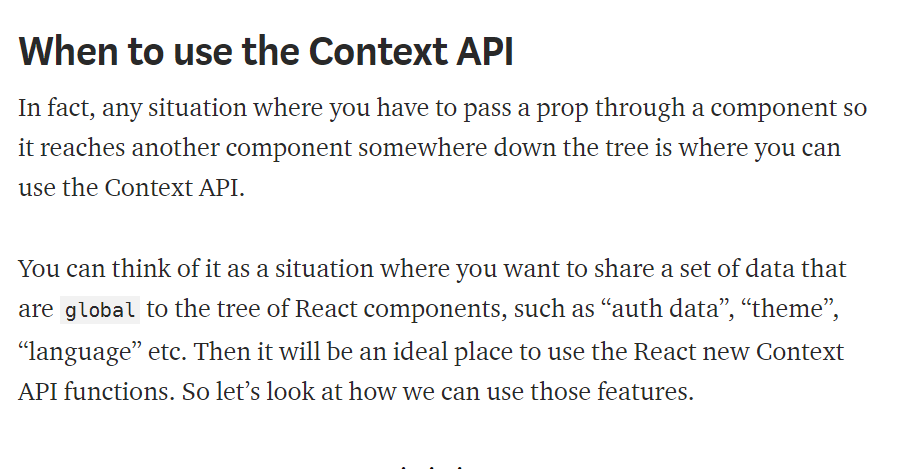 When to use the Context API
In fact, any situation where you have to pass a prop through a component so
it reaches another component somewhere down the tree is where you can
use the Context API.
You can think of it as a situation where you want to share a set of data that
are global to the tree of React components, such as “auth data”, “theme”,
“language” etc. Then it will be an ideal place to use the React new Context
API functions. So let’s look at how we can use those features.